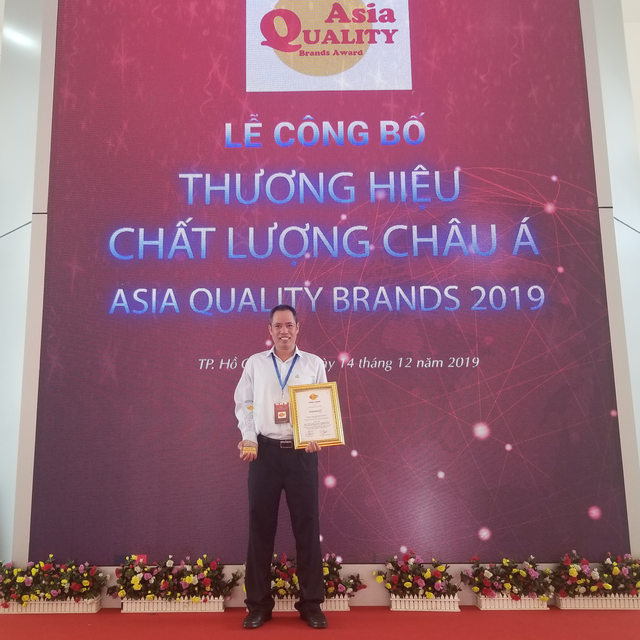 Asia
QUALITY
Brands Award
LỄ CÔNG BỐ
THƯƠNG HIỆU
CHẤT LƯỢNG CHÂU Á
ASIA QUALITY BRANDS 2019
TP. Hồ 14 tháng 12 năm 2019